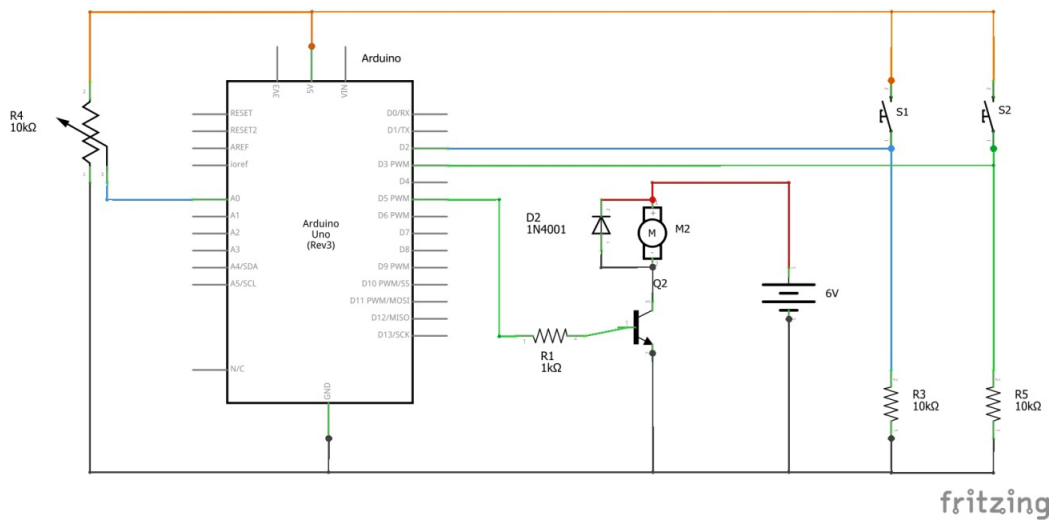 Arduino
3V3
5V
VIN
R4
10kΩ
RESET
RESET2
AREF
ioref
A0
A1
A2
A3
A4/SDA
A5/SCL
N/C
Arduino
Uno
(Rev3)
D0/RX
D1/TX
D2
D3 PWM
D4
D5 PWM
D6 PWM
D7
D8
D9 PWM
D10 PWM/SS
D11 PWM/MOSI
D12/MISO
D13/SCK
GND
S1
S2
D2
1N4001
M
M2
Q2
6V
R1
1kΩ
R3
10kΩ
R5
10kΩ
fritzing